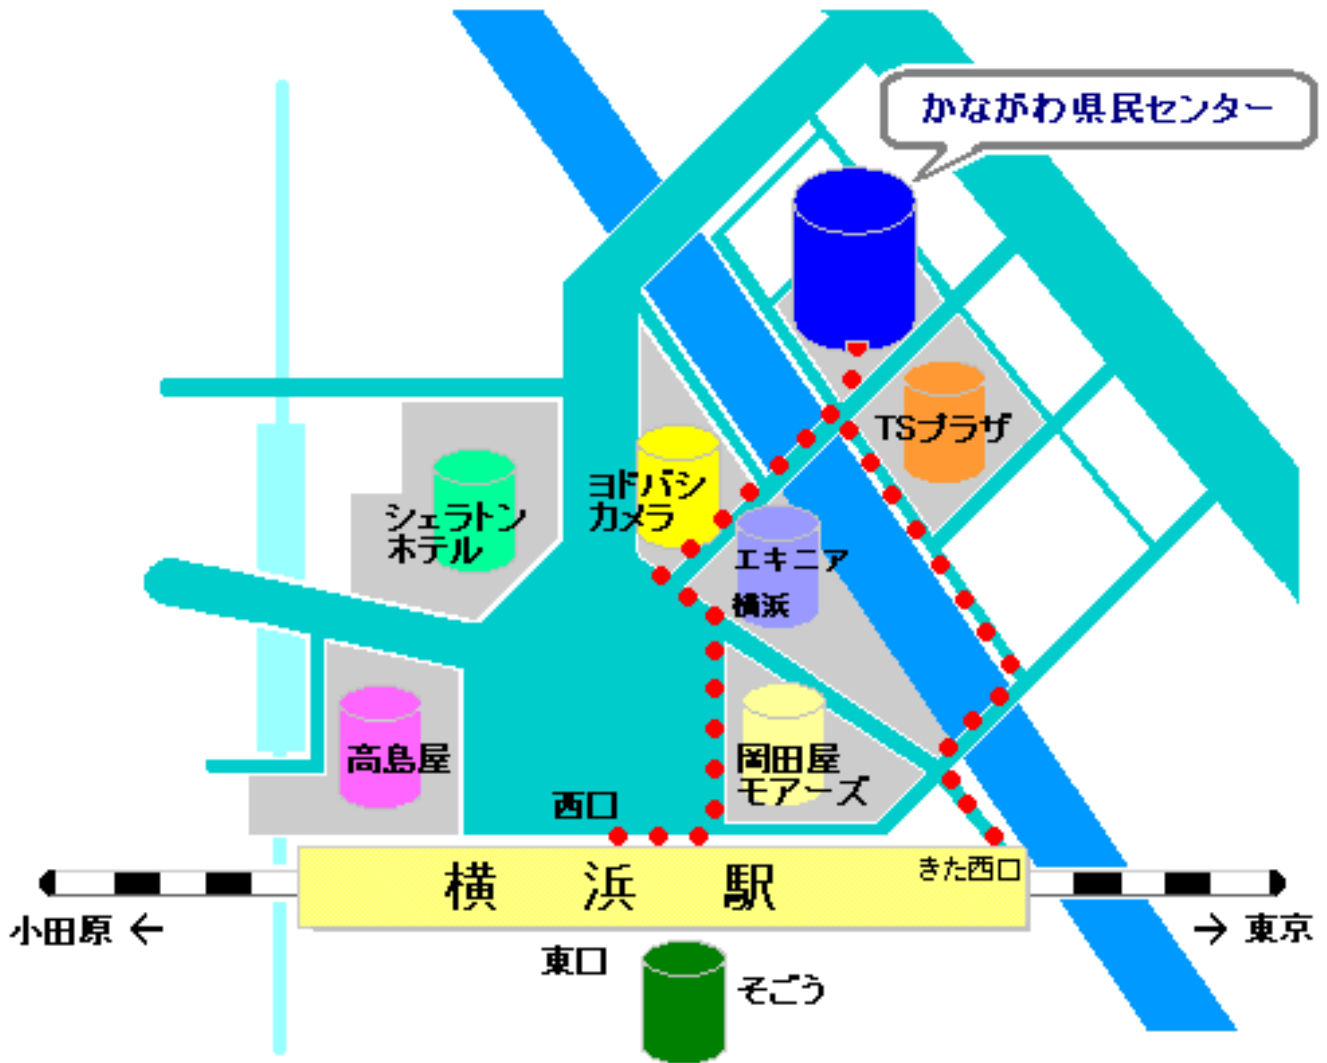 かながわ県民センター
TSプラザ
ヨドバシ
カメラ
シェラトン
ホテル
エキニア
横浜
高島屋
岡田屋
モアーズ
西口
きた西口
横浜駅
小田原 ←
→ 東京
東口
そごう